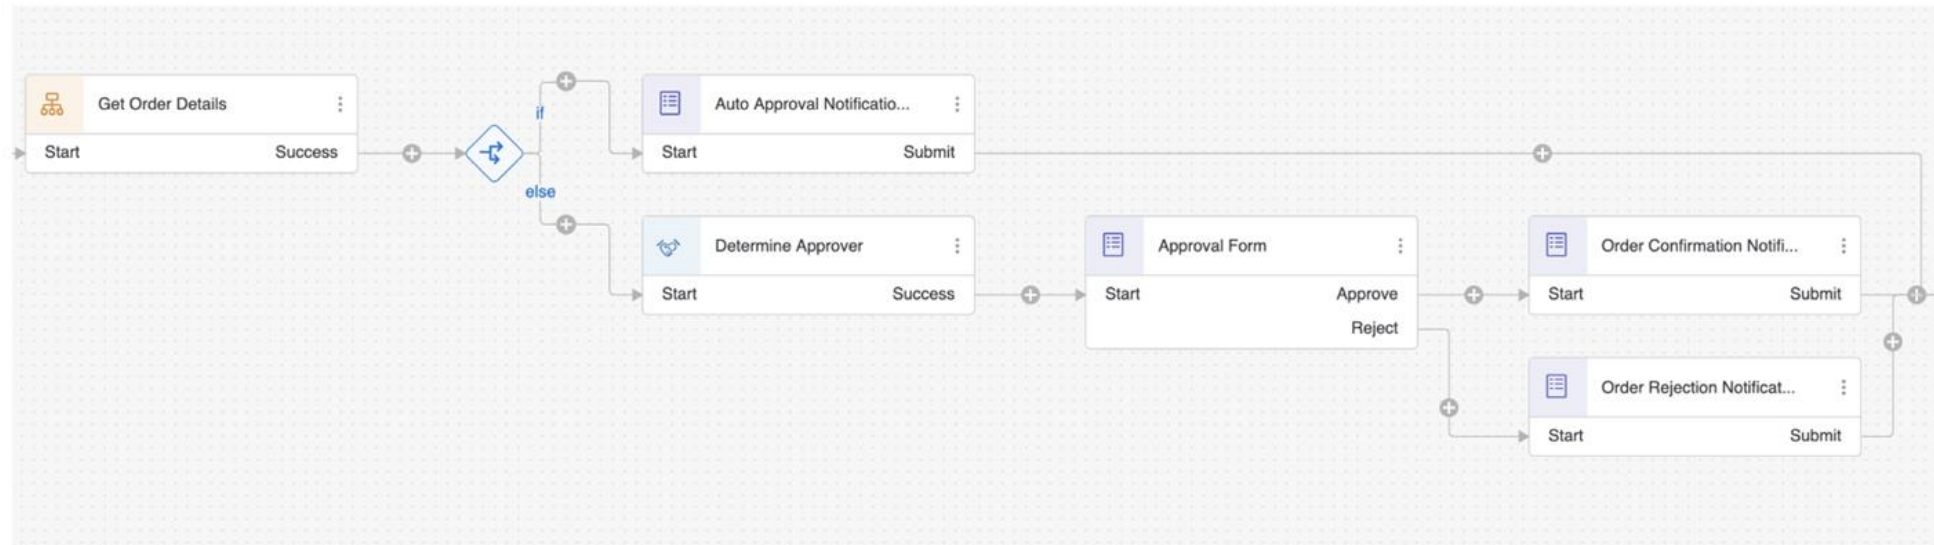 Get Order Details
Start Success
if
else
Auto Approval Notificatio...
Start Submit
Determine Approver
Start Success
Approval Form
Start Approve
Reject
Order Confirmation Notifi...
Start Submit
Order Rejection Notificat...
Start Submit